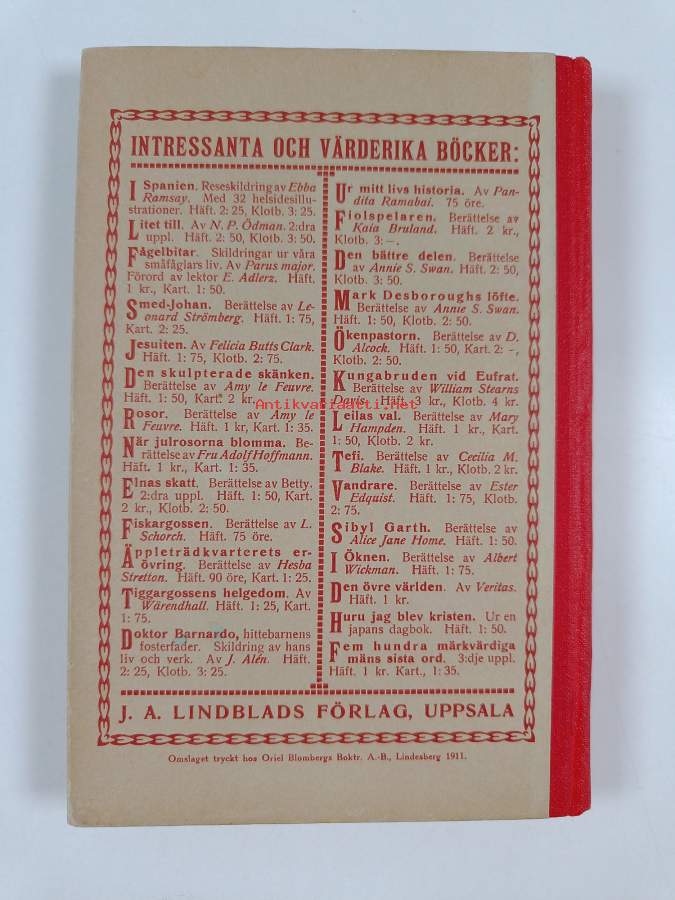 INTRESSANTA OCH VÄRDERIKA BÖCKER:
I Spanien. Reseskildring av Ebba
Ramsay. Med 32 helsidesillu-
strationer. Häft. 2: 25, Klotb. 3: 25.
Litet till. Av N. P. Ödman. 2:dra
uppl. Häft. 2: 50, Klotb. 3: 50.
Fågelbitar. Skildringar ur våra
småfåglars liv. Av Parus major.
Förord av lektor E. Adlerz. Häft.
1 kr., Kart. 1: 50.
Smed-Johan. Berättelse av Le-
onard Strömberg. Häft. 1: 75,
Kart. 2: 25.
Jesuiten. Av Felicia Butts Clark.
Häft. 1: 75, Klotb. 2: 75.
Den skulpterade skänken.
Berättelse av Amy le Feuvre.
Häft. 1: 50, Kart. 2 kr.
Rosor. Berättelse av Amy le
Feuvre. Häft. 1 kr, Kart. 1: 35.
När julrosorna blomma. Be-
rättelse av Fru Adolf Hoffmann.
Häft. 1 kr., Kart. 1: 35.
Elnas skatt. Berättelse av Betty.
2:dra uppl. Häft. 1: 50, Kart.
2 kr., Klotb. 2: 50.
Fiskargossen. Berättelse av L.
Schorch. Häft. 75 öre.
Äppleträdkvarterets er-
övring. Berättelse av Hesba
Stretton. Häft. 90 öre, Kart. 1: 25.
Tiggargossens helgedom. Av
Wärendhall. Häft. 1: 25, Kart.
1: 75.
Doktor Barnardo, hittebarnens
fosterfader. Skildring av hans
liv och verk. Av J. Alén. Häft.
2: 25, Klotb. 3: 25.
Ur mitt livs historia. Av Pan-
dita Ramabai. 75 öre.
Fiolspelaren. Berättelse av
Kaia Bruland. Häft. 2 kr.,
Klotb. 3: –.
Den bättre delen. Berättelse
av Annie S. Swan. Häft. 2: 50,
Klotb. 3: 50.
Mark Desboroughs löfte.
Berättelse av Annie S. Swan.
Häft. 1: 50, Klotb. 2: 50.
Ökenpastorn. Berättelse av D.
Alcock. Häft. 1: 50, Kart. 2: –,
Klotb. 2: 50.
Kungabruden vid Eufrat.
Berättelse av William Stearns
Davis. Häft. 3 kr., Klotb. 4 kr.
Leilas val. Berättelse av Mary
Hampden. Häft. 1 kr., Kart.
1: 50, Klotb. 2 kr.
Tefi. Berättelse av Cecilia M.
Blake. Häft. 1 kr., Klotb. 2 kr.
Vandrare. Berättelse av Ester
Edquist. Häft. 1: 75, Klotb.
2: 75.
Sibyl Garth. Berättelse av
Alice Jane Home. Häft. 1: 50.
I Öknen. Berättelse av Albert
Wickman. Häft. 1: 75.
Den övre världen. Av Veritas.
Häft. 1 kr.
Huru jag blev kristen. Ur en
japans dagbok. Häft. 1: 50.
Fem hundra märkvärdiga
mäns sista ord. 3:dje uppl.
Häft. 1 kr. Kart., 1: 35.
J. A. LINDBLADS FÖRLAG, UPPSALA
Omslaget tryckt hos Oriel Blombergs Boktr. A.-B., Lindesberg 1911.
Antikvariaatti.net